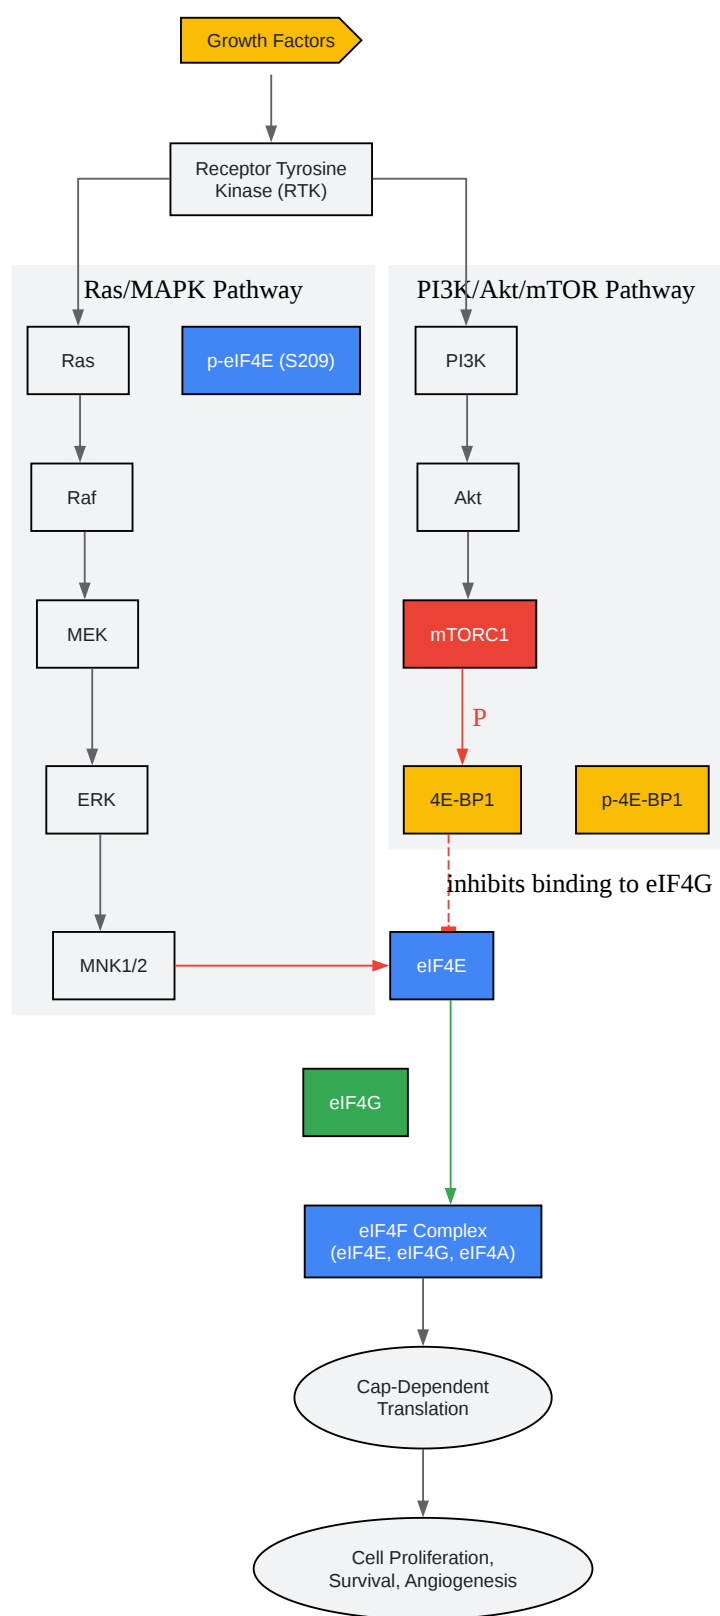 Growth Factors
Receptor Tyrosine
Kinase (RTK)
Ras/MAPK Pathway
PI3K/Akt/mTOR Pathway
Ras
p-eIF4E (S209)
PI3K
Raf
Akt
MEK
mTORC1
P
ERK
4E-BP1
p-4E-BP1
inhibits binding to eIF4G
MNK1/2
eIF4E
eIF4G
eIF4F Complex
(eIF4E, eIF4G, eIF4A)
Cap-Dependent
Translation
Cell Proliferation,
Survival, Angiogenesis